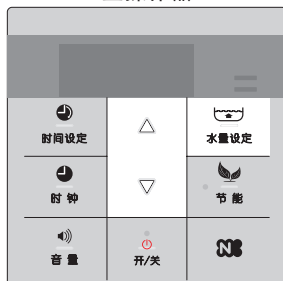 时间设定
水量设定
时 钟
节 能
音 量
开/关